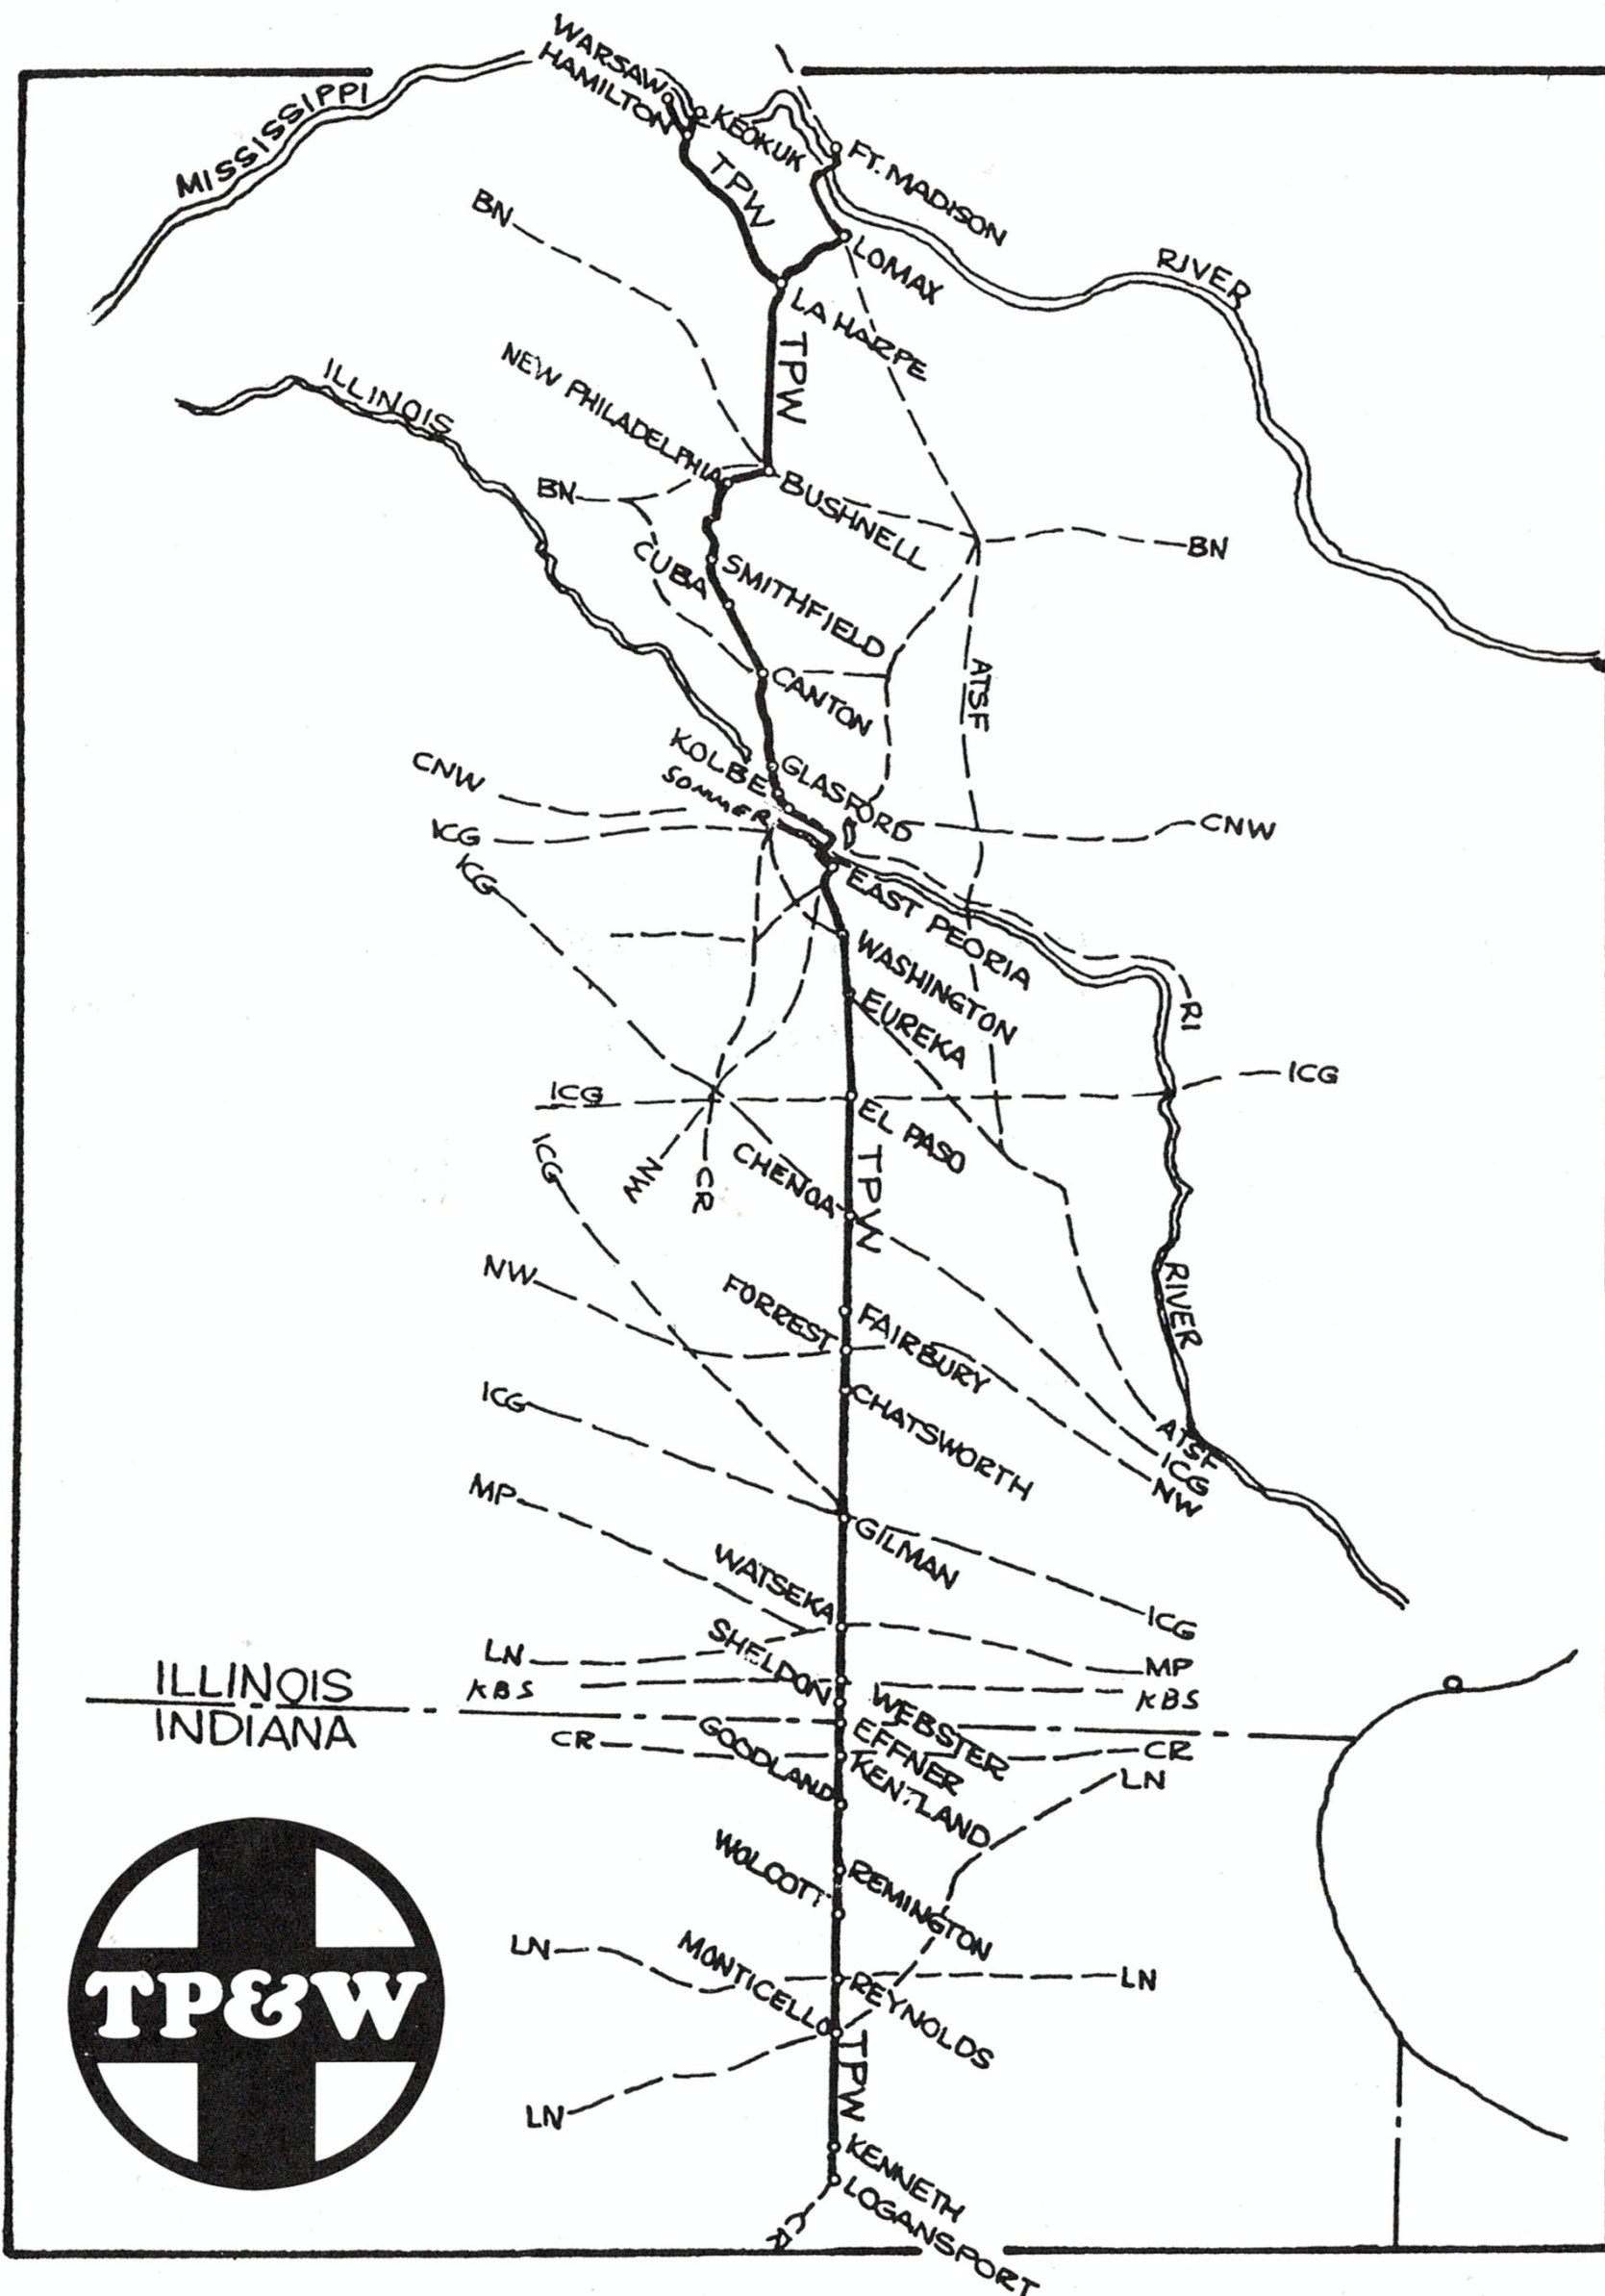 WARSAW
HAMILTON
KEOKUK
MISSISSIPPI
FT. MADISON
TPW
BN
LOMAX
RIVER
LA HARPE
TPW
NEW PHILADELPHIA
ILLINOIS
BN
BUSHNELL
BN
CUBA
SMITHFIELD
CANTON
ATSF
KOLBE
GLASFORD
SOMMER
CNW
CNW
ICG
ICG
EAST PEORIA
WASHINGTON
EUREKA
RI
ICG
ICG
EL PASO
ICG
NW
CR
CHENOA
TPW
NW
FORREST
FAIRBURY
RIVER
ICG
CHATSWORTH
ATSF
ICG
NW
MP
GILMAN
WATSEKA
ICG
SHELDON
LN
MP
KBS
KBS
ILLINOIS
INDIANA
WEBSTER
EFFNER
CR
GOODLAND
CR
KENTLAND
LN
WOLCOTT
REMINGTON
LN
MONTICELLO
REYNOLDS
LN
TP&W
TPW
LN
KENNETH
LOGANSPORT
CR